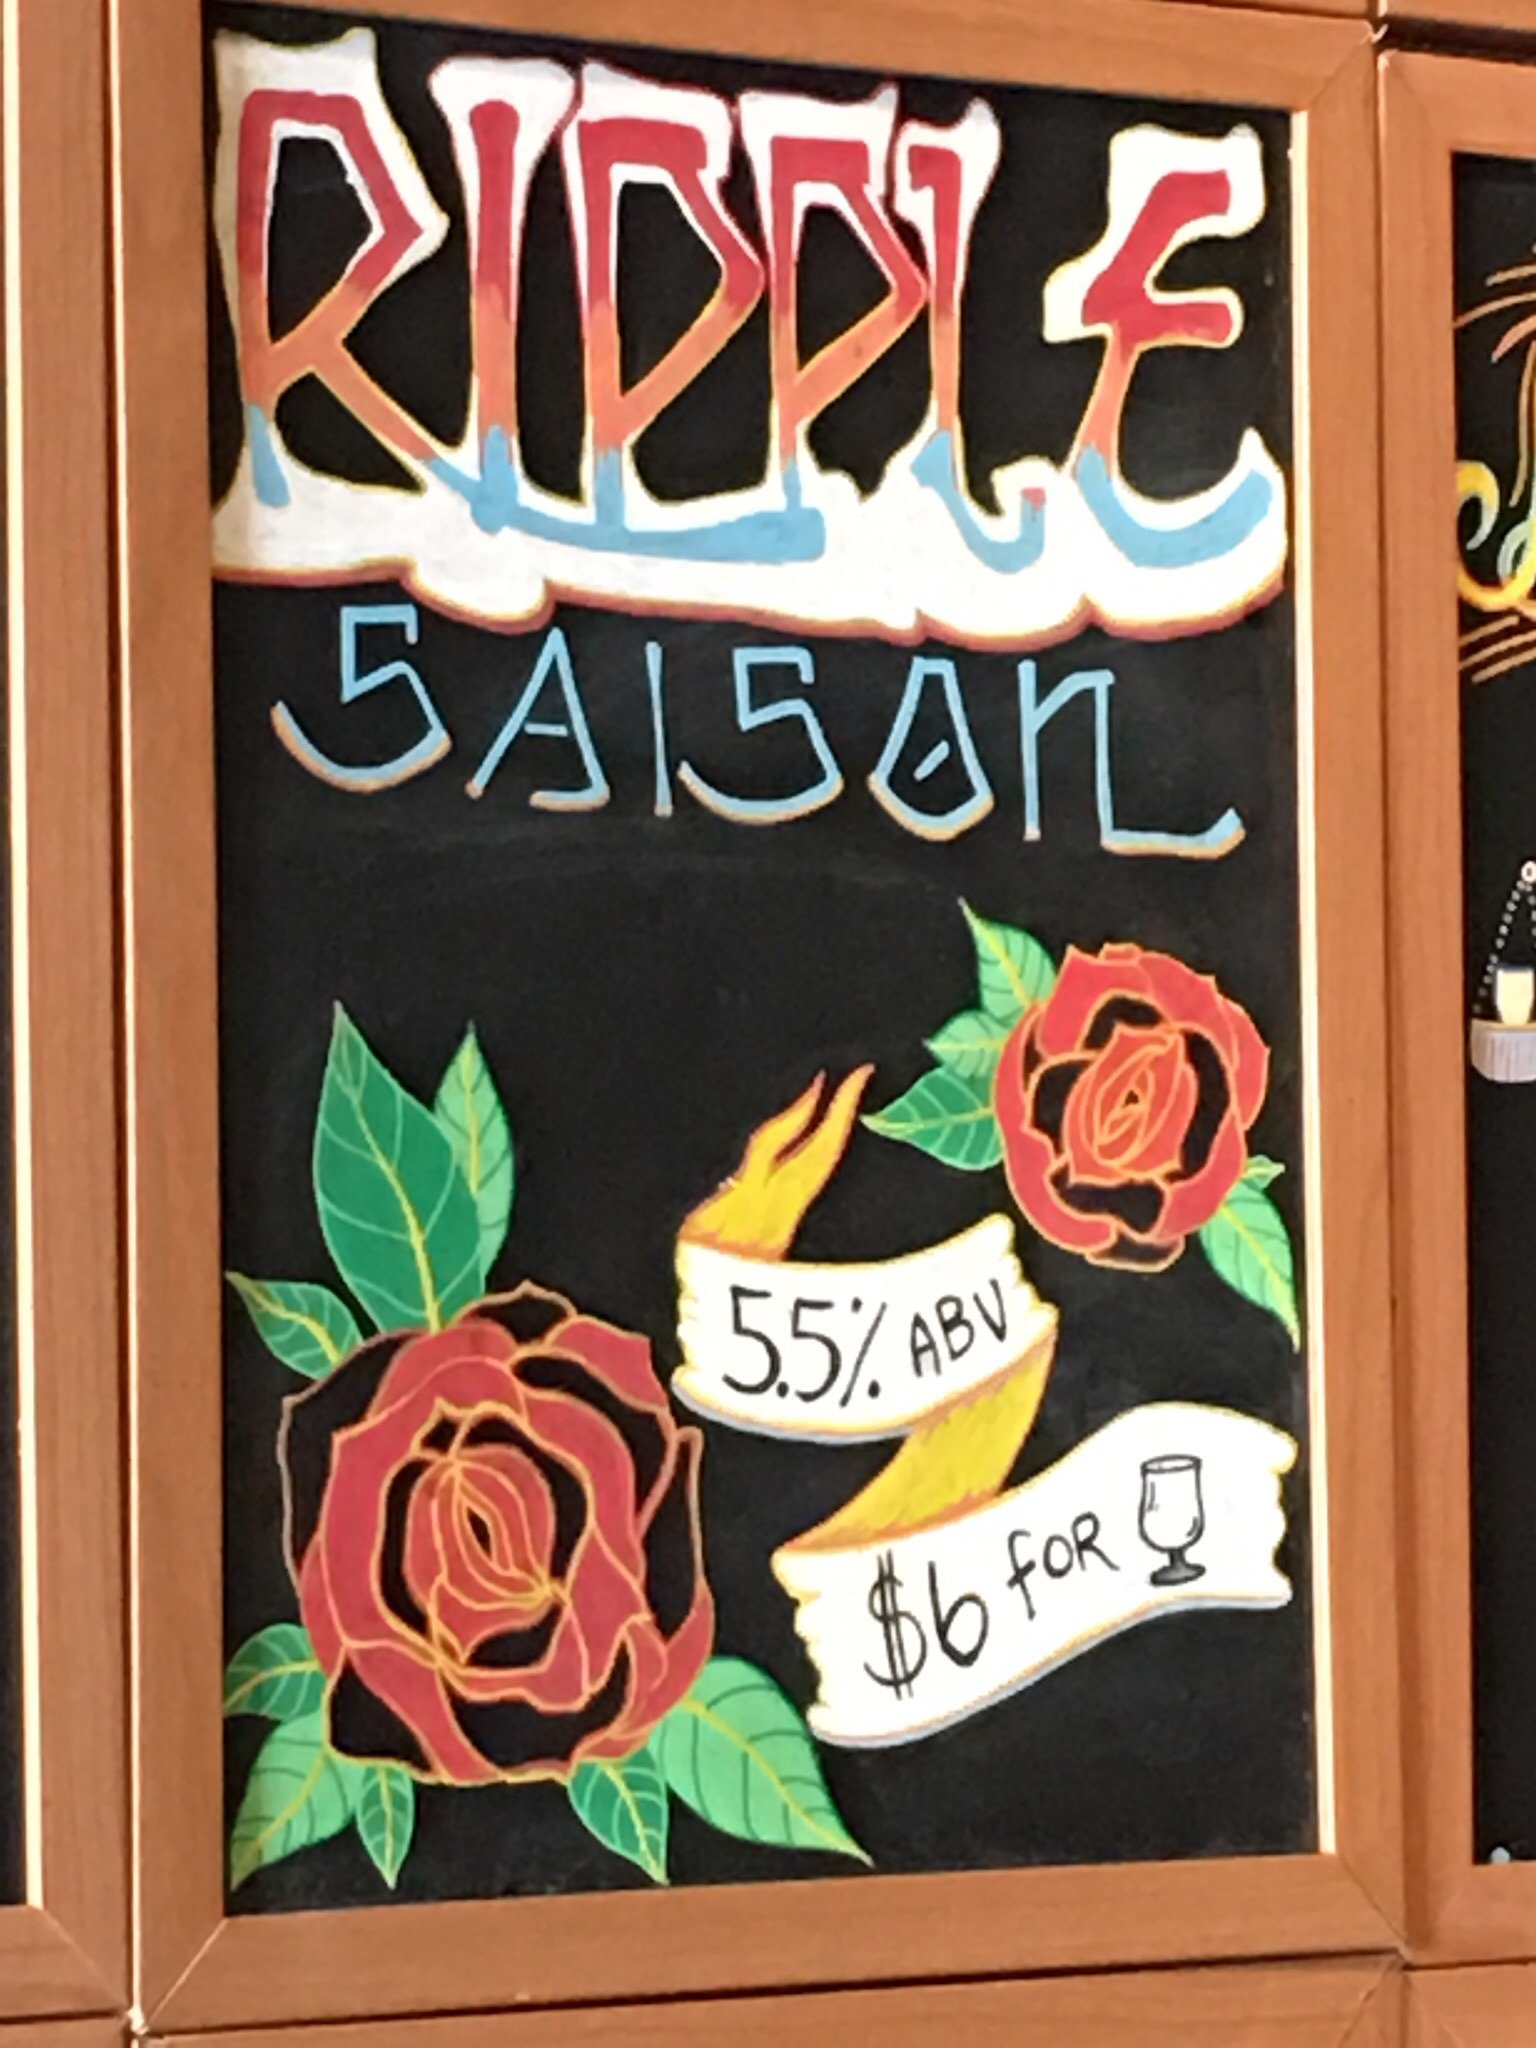 RIPPLE
SAISON
5.5% ABV
$6 FOR